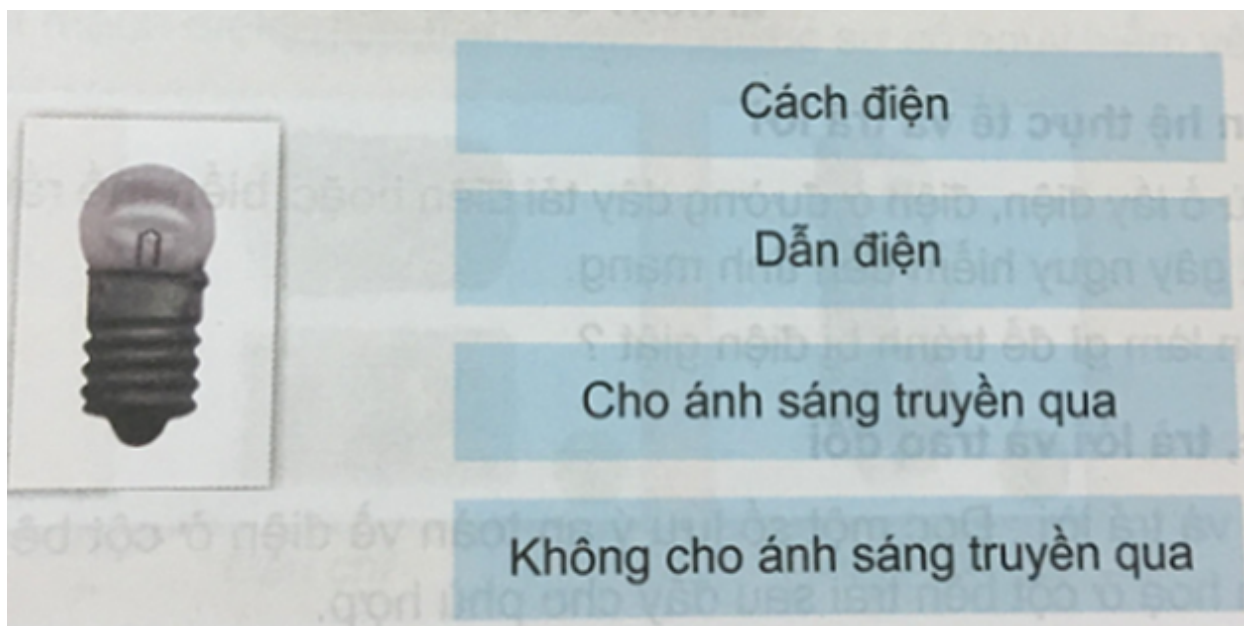 Cách điện
Dẫn điện
Cho ánh sáng truyền qua
Không cho ánh sáng truyền qua